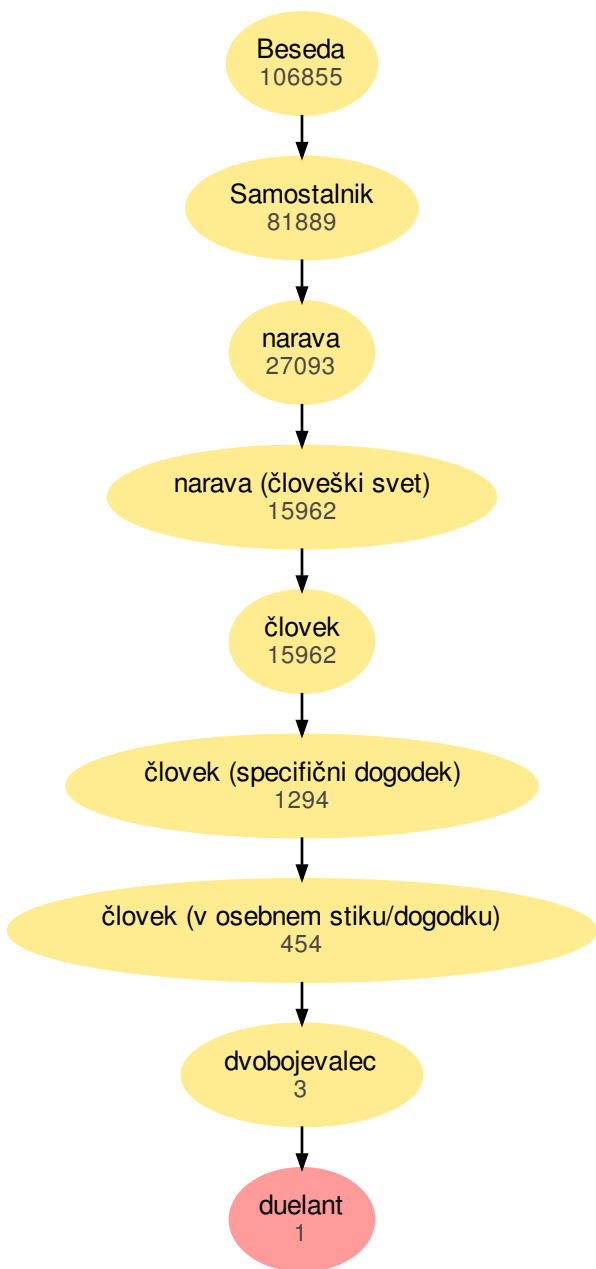 Beseda
106855
Samostalnik
81889
narava
27093
narava (človeški svet)
15962
človek
15962
človek (specifični dogodek)
1294
človek (v osebnem stiku/dogodku)
454
dvobojevalec
3
duelant
1